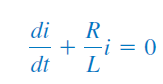 di/dt + R/L i = 0